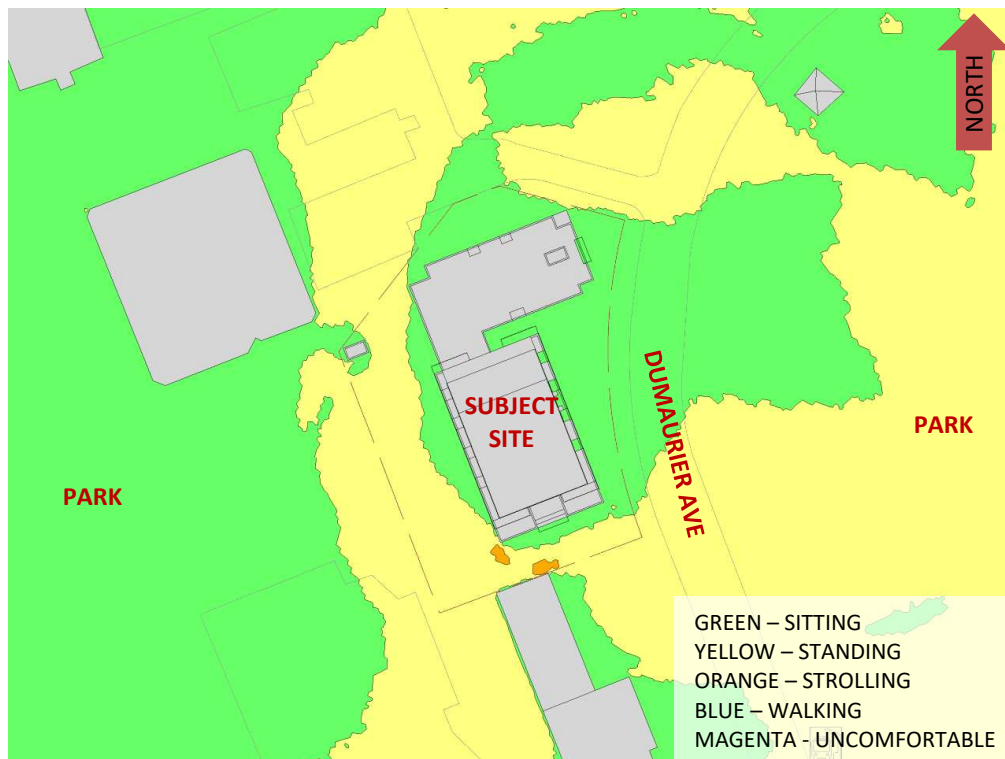 NORTH
SUBJECT
SITE
DUMAURIER AVE
PARK
PARK
GREEN – SITTING
YELLOW – STANDING
ORANGE – STROLLING
BLUE – WALKING
MAGENTA - UNCOMFORTABLE